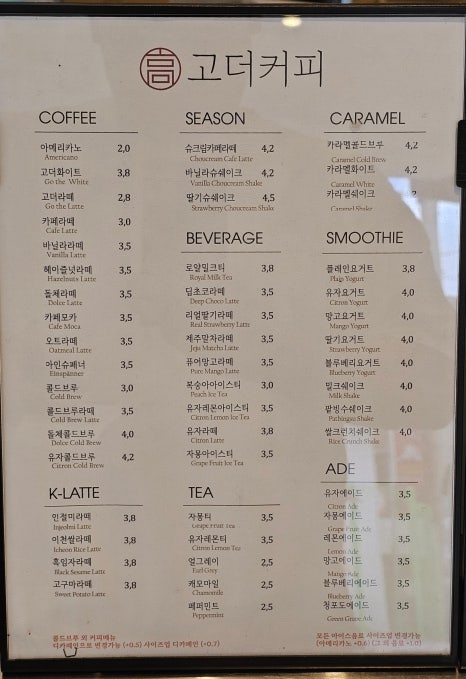 高 고더커피
COFFEE
아메리카노 2,0
Americano
고더화이트 3,8
Go the White
고더라떼 2,8
Go the Latte
카페라떼 3,0
Cafe Latte
바닐라라떼 3,5
Vanilla Latte
헤이즐넛라떼 3,5
Hazelnuts Latte
돌체라떼 3,5
Dolce Latte
카페모카 3,5
Cafe Moca
오트라떼 3,5
Oatmeal Latte
아인슈페너 3,5
Einspänner
콜드브루 3,0
Cold Brew
콜드브루라떼 3,5
Cold Brew Latte
돌체콜드브루 4,0
Dolce Cold Brew
유자콜드브루 4,2
Citron Cold Brew
K-LATTE
인절미라떼 3,8
Injeolmi Latte
이천쌀라떼 3,8
Icheon Rice Latte
흑임자라떼 3,8
Black Sesame Latte
고구마라떼 3,8
Sweet Potato Latte
콜드브루 외 커피메뉴
디카페인으로 변경가능 (+0.5) 사이즈업 디카페인 (+0.7)
SEASON
슈크림카페라떼 4,2
Choucream Cafe Latte
바닐라슈쉐이크 4,2
Vanilla Choucream Shake
딸기슈쉐이크 4,5
Strawberry Choucream Shake
BEVERAGE
로얄밀크티 3,8
Royal Milk Tea
딥초코라떼 3,5
Deep Choco Latte
리얼딸기라떼 3,5
Real Strawberry Latte
제주말차라떼 3,5
Jeju Matcha Latte
퓨어망고라떼 3,5
Pure Mango Latte
복숭아아이스티 3,0
Peach Ice Tea
유자레몬아이스티 3,5
Citron Lemon Ice Tea
유자라떼 3,8
Citron Latte
자몽아이스티 3,5
Grape Fruit Ice Tea
TEA
자몽티 3,5
Grape Fruit Tea
유자레몬티 3,5
Citron Lemon Tea
얼그레이 2,5
Earl Grey
캐모마일 2,5
Chamomile
페퍼민트 2,5
Peppermint
CARAMEL
카라멜콜드브루 4,2
Caramel Cold Brew
카라멜화이트 4,2
Caramel White
카라멜쉐이크 4,2
Caramel Shake
SMOOTHIE
플레인요거트 3,8
Plain Yogurt
유자요거트 4,0
Citron Yogurt
망고요거트 4,0
Mango Yogurt
딸기요거트 4,0
Strawberry Yogurt
블루베리요거트 4,0
Blueberry Yogurt
밀크쉐이크 4,0
Milk Shake
팥빙수쉐이크 4,0
Patbingsu Shake
쌀크런치쉐이크 4,0
Rice Crunch Shake
ADE
유자에이드 3,5
Citron Ade
자몽에이드 3,5
Grape Fruit Ade
레몬에이드 3,5
Lemon Ade
망고에이드 3,5
Mango Ade
블루베리에이드 3,5
Blueberry Ade
청포도에이드 3,5
Green Grape Ade
모든 아이스음료 사이즈업 변경가능
(아메리카노 +0.6) (그 외 음료 +1.0)